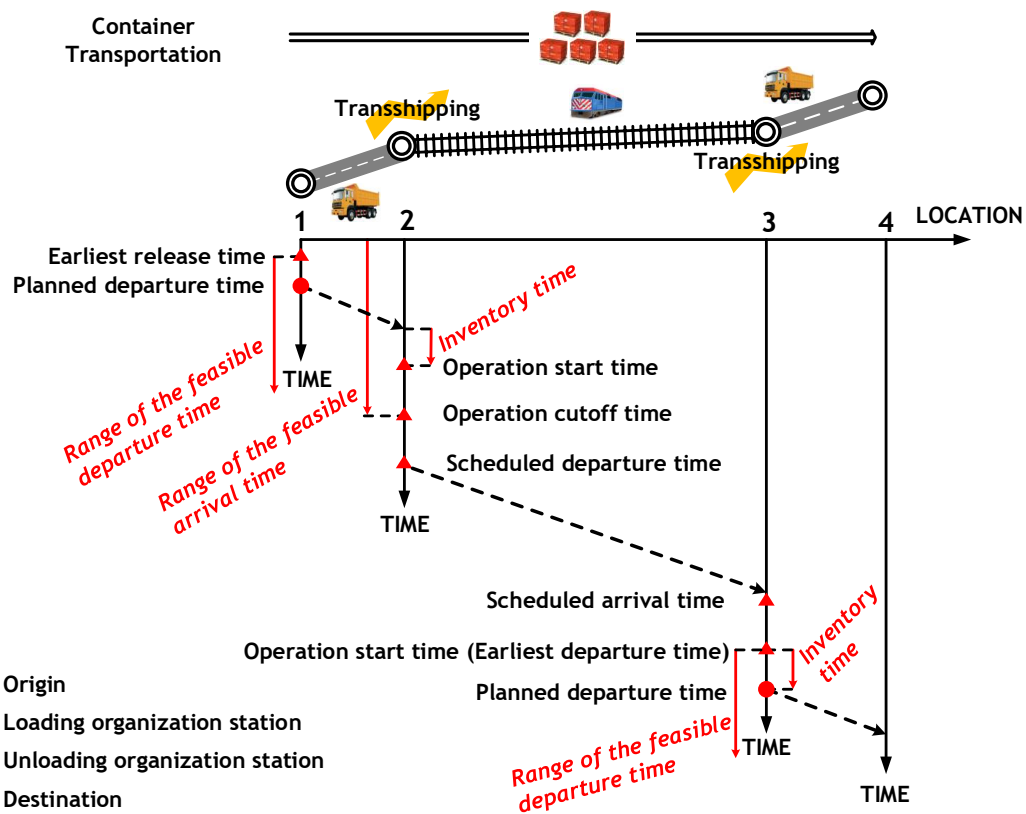 Container
Transportation
Transshipping
Transshipping
1
2
3
4
LOCATION
Earliest release time
Planned departure time
Inventory time
TIME
Operation start time
Range of the feasible
departure time
Operation cutoff time
Range of the feasible
arrival time
Scheduled departure time
TIME
Scheduled arrival time
Operation start time (Earliest departure time)
Inventory
time
Planned departure time
Range of the feasible
departure time
TIME
TIME
Origin
Loading organization station
Unloading organization station
Destination